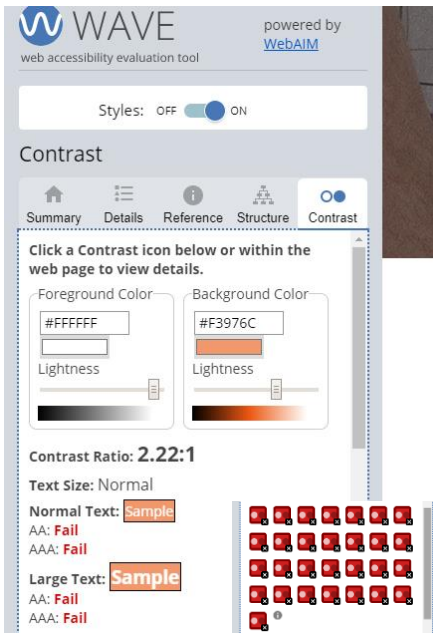 WAVE
powered by
WebAIM
web accessibility evaluation tool
Styles: OFF ON
Contrast
Summary Details Reference Structure Contrast
Click a Contrast icon below or within the
web page to view details.
Foreground Color Background Color
#FFFFFF #F3976C
Lightness Lightness
Contrast Ratio: 2.22:1
Text Size: Normal
Normal Text: Sample
AA: Fail
AAA: Fail
Large Text: Sample
AA: Fail
AAA: Fail